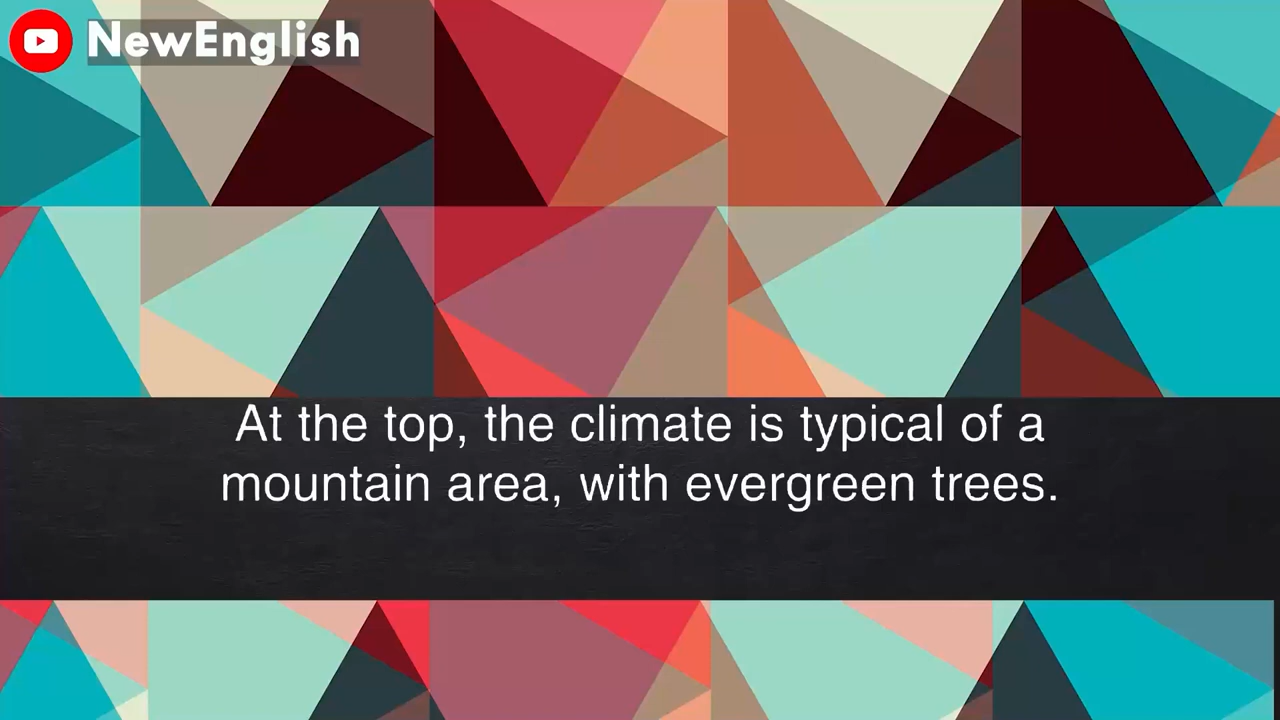 NewEnglish
At the top, the climate is typical of a
mountain area, with evergreen trees.